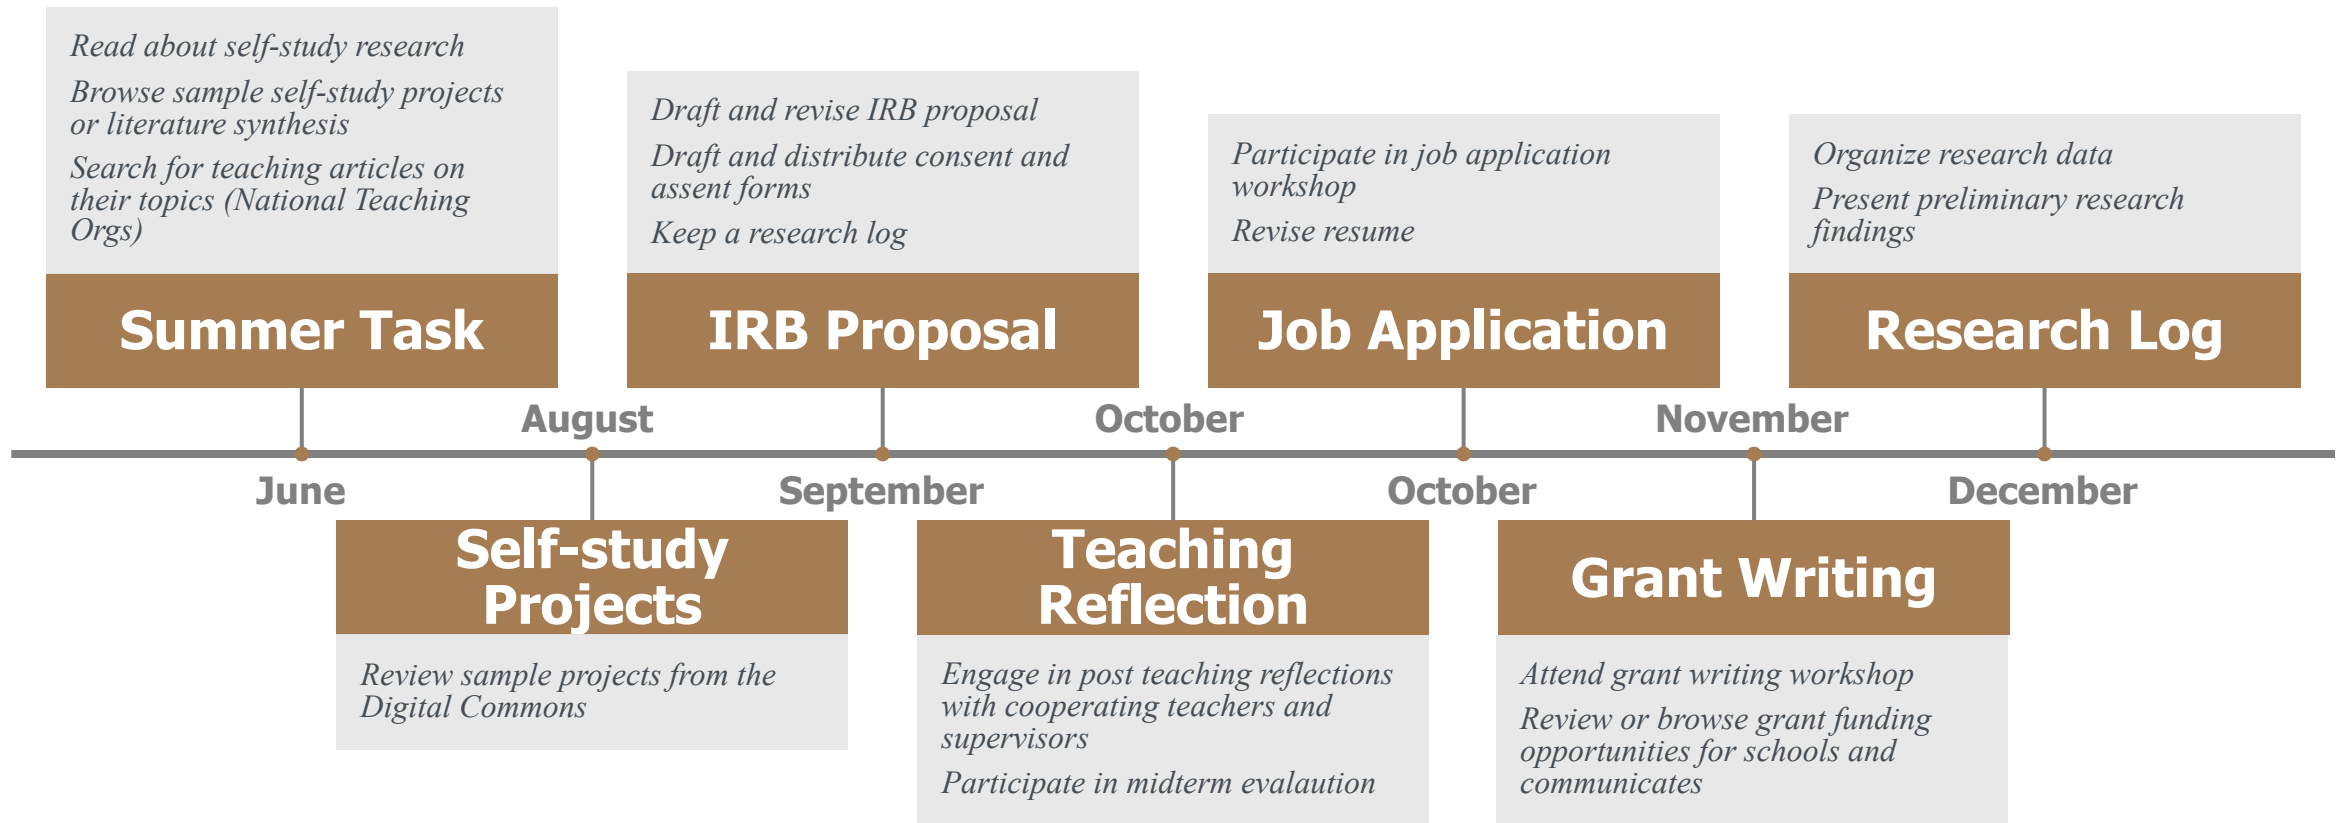 Read about self-study research
Browse sample self-study projects
or literature synthesis
Search for teaching articles on
their topics (National Teaching
Orgs)
Summer Task
June
August
Self-study
Projects
Review sample projects from the
Digital Commons
Draft and revise IRB proposal
Draft and distribute consent and
assent forms
Keep a research log
IRB Proposal
September
October
Teaching
Reflection
Engage in post teaching reflections
with cooperating teachers and
supervisors
Participate in midterm evalaution
Participate in job application
workshop
Revise resume
Job Application
October
November
Grant Writing
Attend grant writing workshop
Review or browse grant funding
opportunities for schools and
communicates
Organize research data
Present preliminary research
findings
Research Log
December